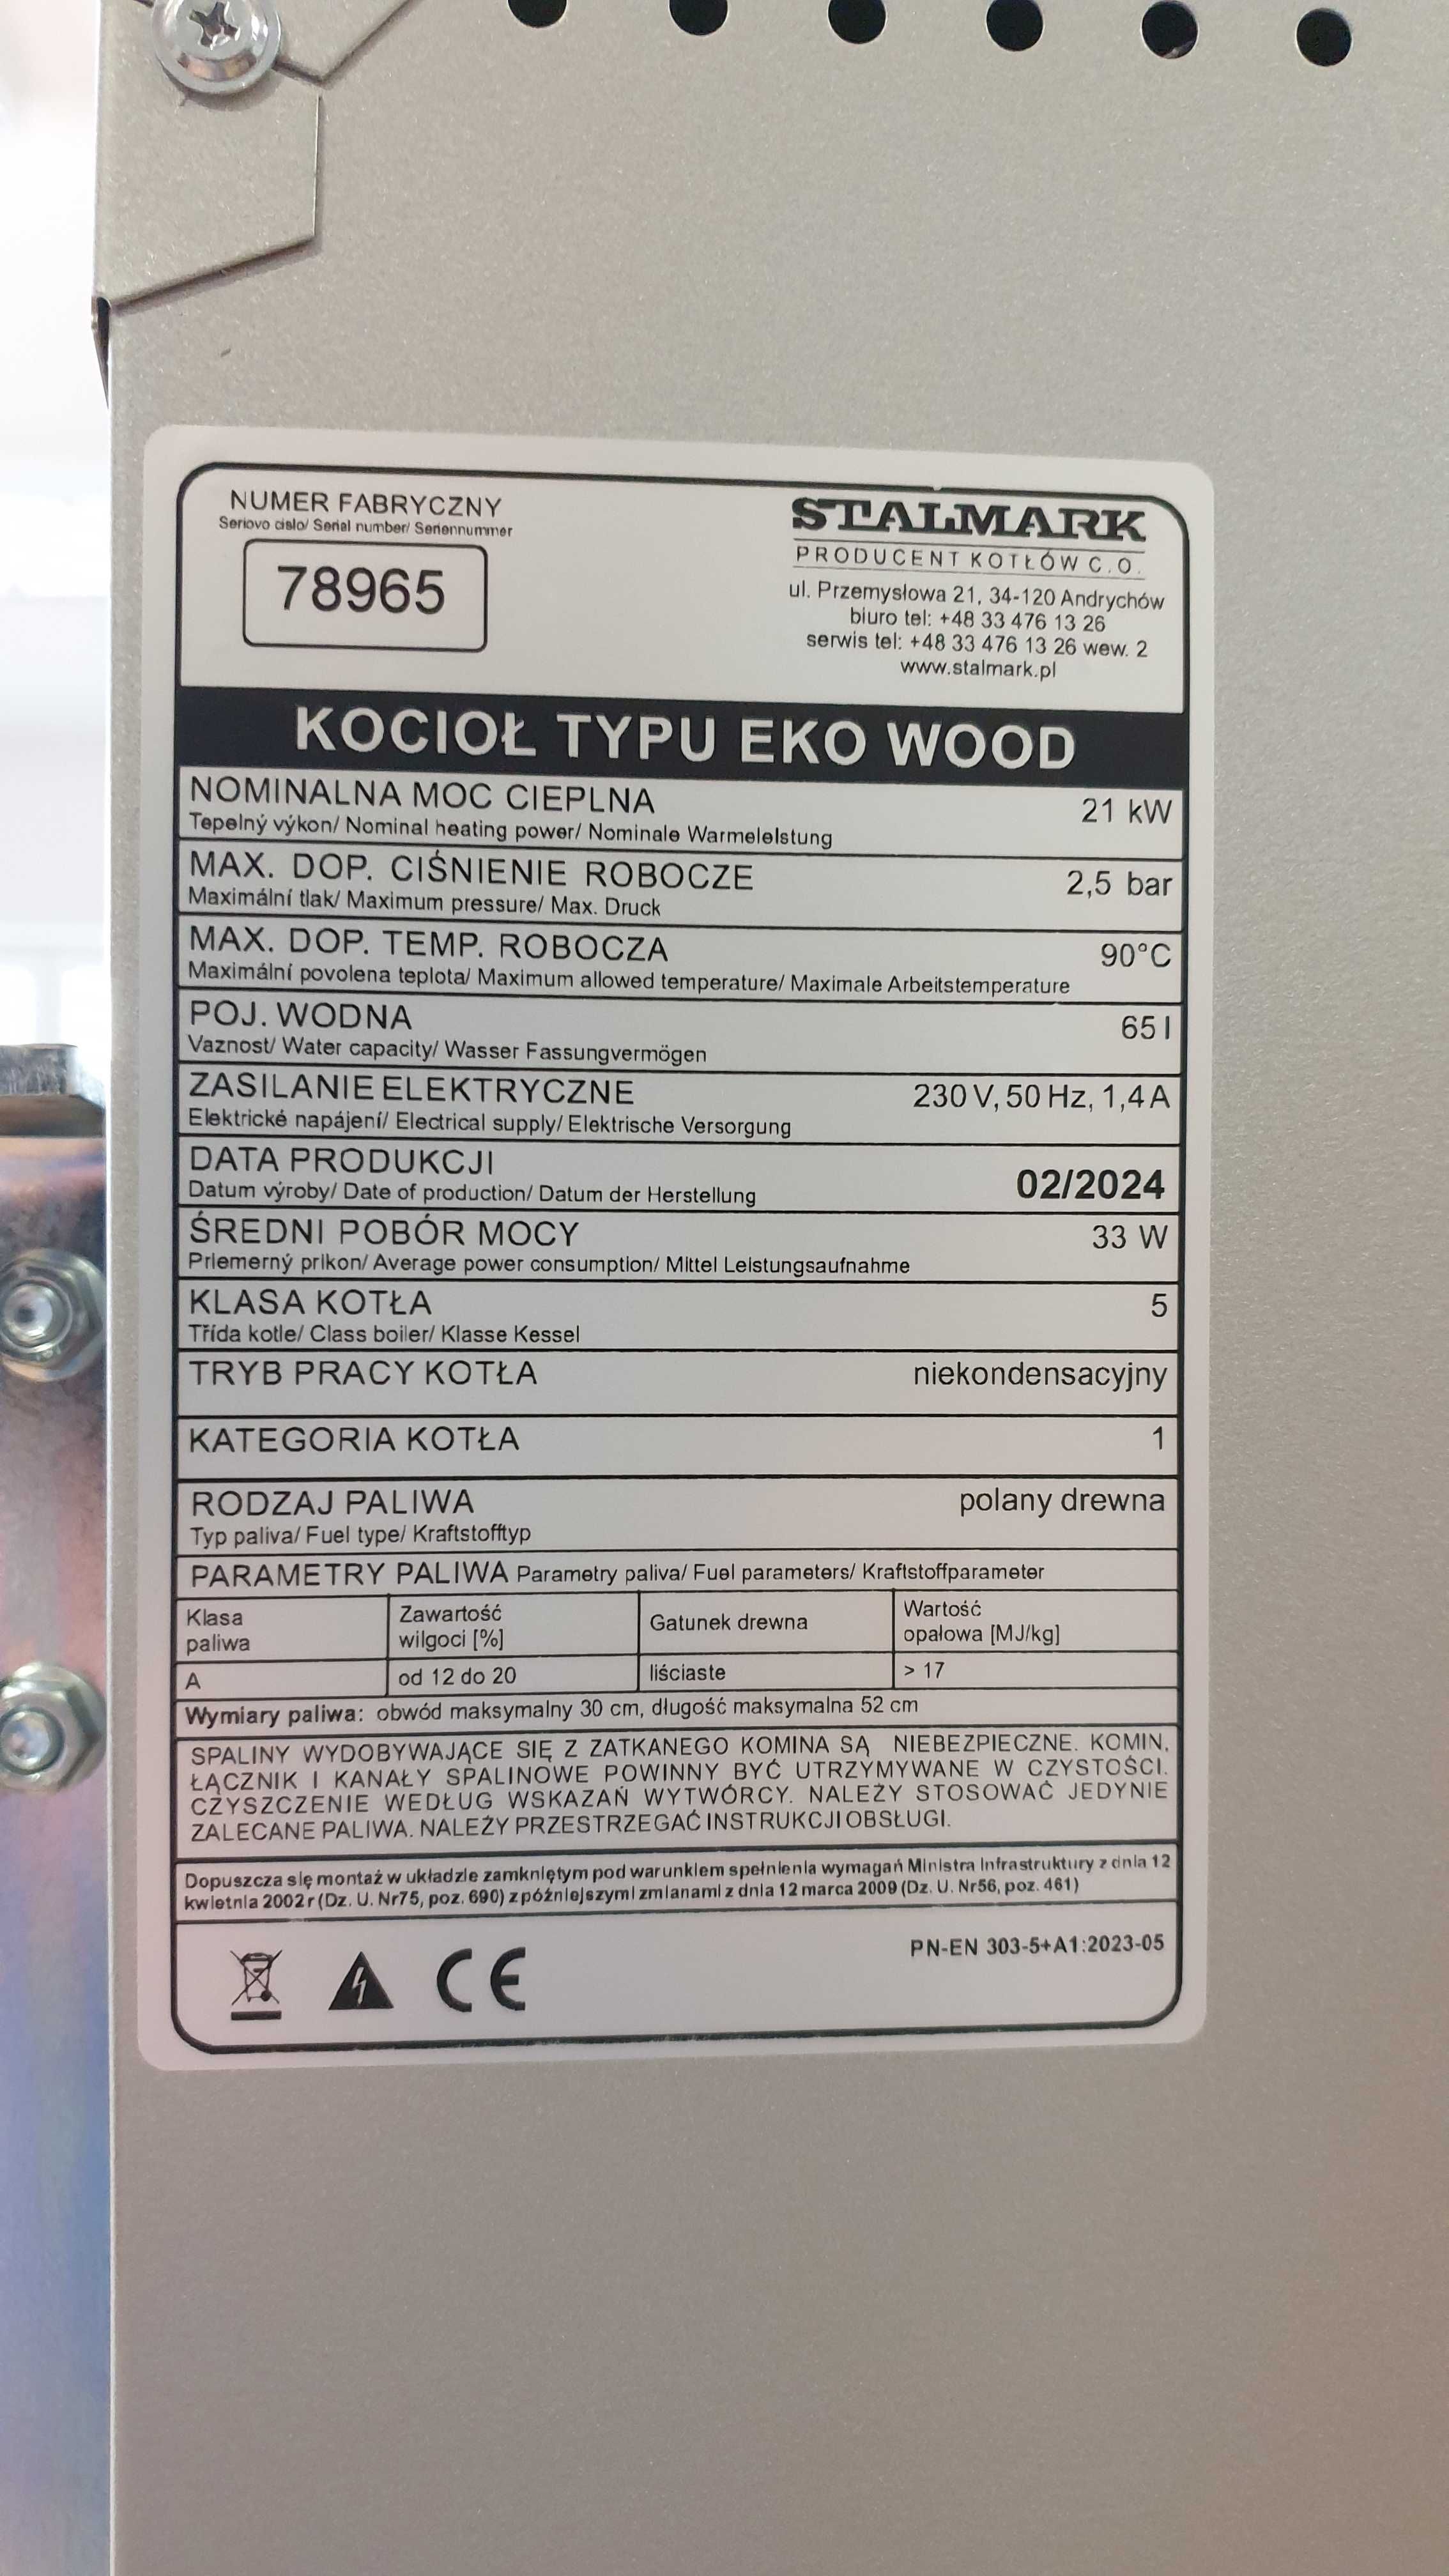 NUMER FABRYCZNY
Seriovo cislo/ Serial number/ Seriennummer
78965
STALMARK
PRODUCENT KOTŁÓW C.O.
ul. Przemysłowa 21, 34-120 Andrychów
biuro tel: +48 33 476 13 26
serwis tel: +48 33 476 13 26 wew. 2
www.stalmark.pl
KOCIOŁ TYPU EKO WOOD
NOMINALNA MOC CIEPLNA 21 kW
Tepelný výkon/ Nominal heating power/ Nominale Warmeleistung
MAX. DOP. CIŚNIENIE ROBOCZE 2,5 bar
Maximální tlak/ Maximum pressure/ Max. Druck
MAX. DOP. TEMP. ROBOCZA 90°C
Maximální povolena teplota/ Maximum allowed temperature/ Maximale Arbeitstemperature
POJ. WODNA 65 l
Vaznost/ Water capacity/ Wasser Fassungvermögen
ZASILANIE ELEKTRYCZNE 230 V, 50 Hz, 1,4 A
Elektrické napájení/ Electrical supply/ Elektrische Versorgung
DATA PRODUKCJI 02/2024
Datum výroby/ Date of production/ Datum der Herstellung
ŚREDNI POBÓR MOCY 33 W
Priemerný prikon/ Average power consumption/ Mittel Leistungsaufnahme
KLASA KOTŁA 5
Třída kotle/ Class boiler/ Klasse Kessel
TRYB PRACY KOTŁA niekondensacyjny
KATEGORIA KOTŁA 1
RODZAJ PALIWA polany drewna
Typ paliva/ Fuel type/ Kraftstofftyp
PARAMETRY PALIWA Parametry paliva/ Fuel parameters/ Kraftstoffparameter
Klasa paliwa
Zawartość wilgoci [%]
Gatunek drewna
Wartość opałowa [MJ/kg]
A od 12 do 20 liściaste > 17
Wymiary paliwa: obwód maksymalny 30 cm, długość maksymalna 52 cm
SPALINY WYDOBYWAJĄCE SIĘ Z ZATKANEGO KOMINA SĄ NIEBEZPIECZNE. KOMIN,
ŁĄCZNIK I KANAŁY SPALINOWE POWINNY BYĆ UTRZYMYWANE W CZYSTOŚCI.
CZYSZCZENIE WEDŁUG WSKAZAŃ WYTWÓRCY. NALEŻY STOSOWAĆ JEDYNIE
ZALECANE PALIWA. NALEŻY PRZESTRZEGAĆ INSTRUKCJI OBSŁUGI.
Dopuszcza się montaż w układzie zamkniętym pod warunkiem spełnienia wymagań Ministra Infrastruktury z dnia 12
kwietnia 2002 r (Dz. U. Nr75, poz. 690) z późniejszymi zmianami z dnia 12 marca 2009 (Dz. U. Nr56, poz. 461)
PN-EN 303-5+A1:2023-05
CE